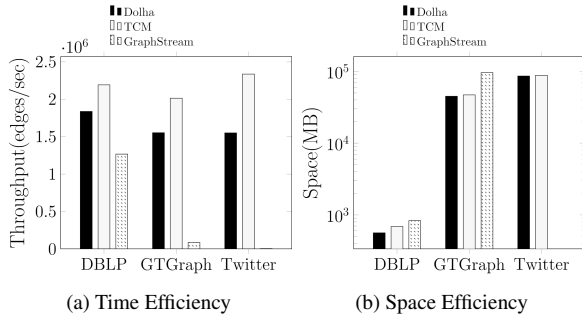 Dolha
TCM
GraphStream
·10^6
Throughput(edges/sec)
2.5
2
1.5
1
0.5
0
DBLP GTGraph Twitter
(a) Time Efficiency
Dolha
TCM
GraphStream
Space(MB)
10^5
10^4
10^3
DBLP GTGraph Twitter
(b) Space Efficiency